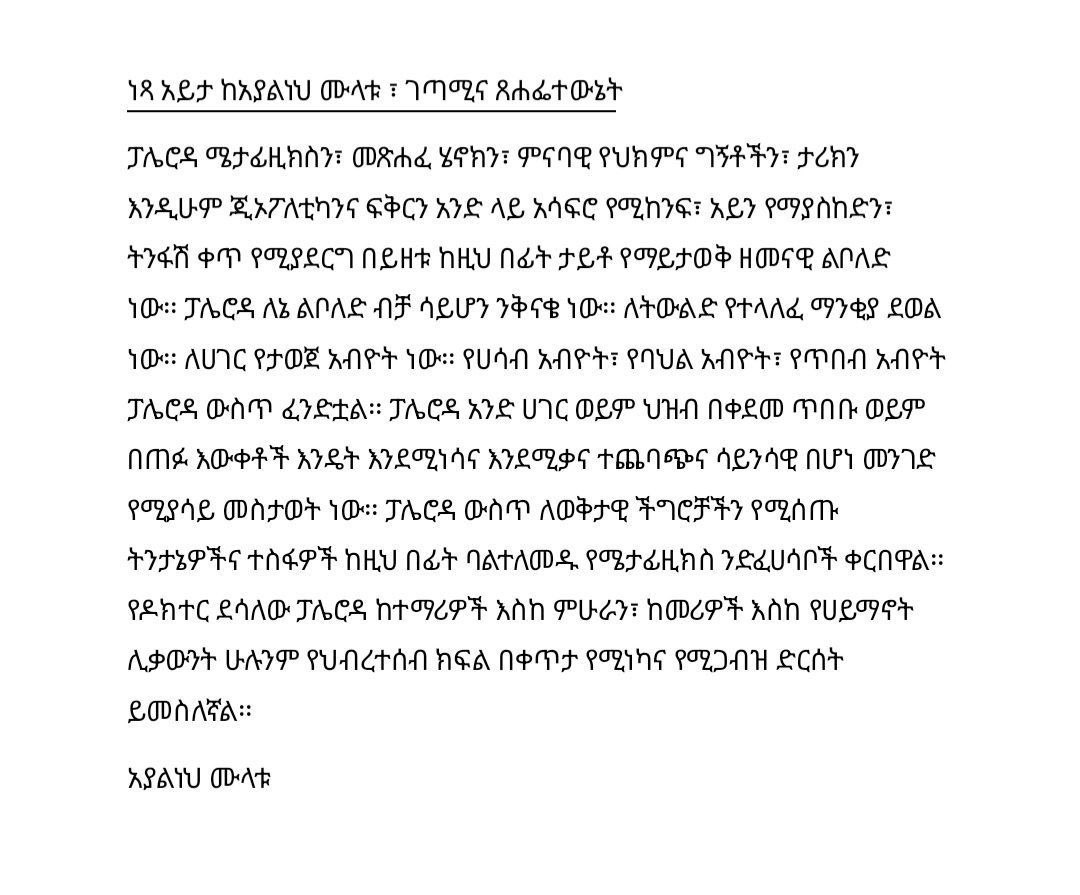 ነጻ አይታ ከአያልነህ ሙላቱ ፣ ገጣሚና ጸሐፌተውኔት
ፓሌሮዳ ሜታፊዚክስን፣ መጽሐፈ ሄኖክን፣ ምናባዊ የህክምና ግኝቶችን፣ ታሪክን
እንዲሁም ጂኦፖለቲካንና ፍቅርን አንድ ላይ አሳፍሮ የሚከንፍ፣ አይን የማያስከድን፣
ትንፋሽ ቀጥ የሚያደርግ በይዘቱ ከዚህ በፊት ታይቶ የማይታወቅ ዘመናዊ ልቦለድ
ነው። ፓሌሮዳ ለኔ ልቦለድ ብቻ ሳይሆን ንቅናቄ ነው። ለትውልድ የተላለፈ ማንቂያ ደወል
ነው። ለሀገር የታወጀ አብዮት ነው። የሀሳብ አብዮት፣ የባህል አብዮት፣ የጥበብ አብዮት
ፓሌሮዳ ውስጥ ፈንድቷል። ፓሌሮዳ አንድ ሀገር ወይም ህዝብ በቀደመ ጥበቡ ወይም
በጠፉ እውቀቶች እንዴት እንደሚነሳና እንደሚቃና ተጨባጭና ሳይንሳዊ በሆነ መንገድ
የሚያሳይ መስታወት ነው። ፓሌሮዳ ውስጥ ለወቅታዊ ችግሮቻችን የሚሰጡ
ትንታኔዎችና ተስፋዎች ከዚህ በፊት ባልተለመዱ የሜታፊዚክስ ንድፈሀሳቦች ቀርበዋል።
የዶክተር ደሳለው ፓሌሮዳ ከተማሪዎች እስከ ምሁራን፣ ከመሪዎች እስከ የሀይማኖት
ሊቃውንት ሁሉንም የህብረተሰብ ክፍል በቀጥታ የሚነካና የሚጋብዝ ድርሰት
ይመስለኛል።
አያልነህ ሙላቱ